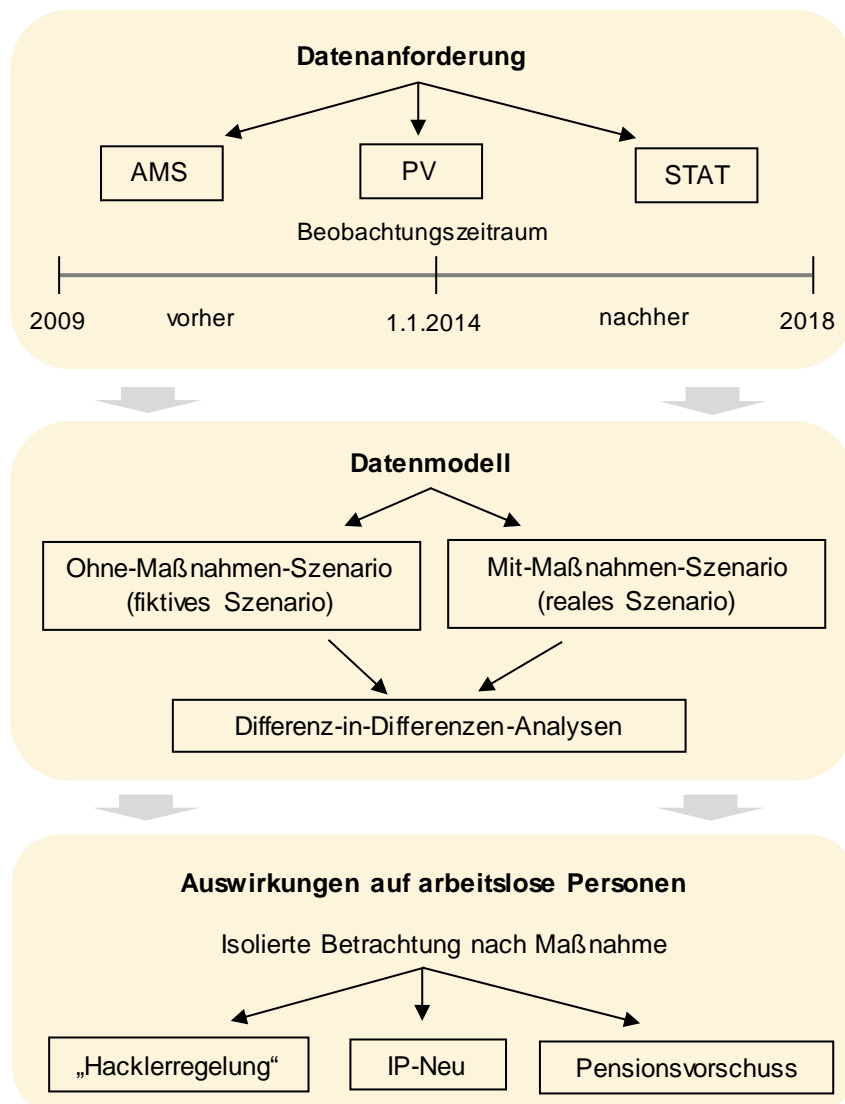 Datenanforderung
AMS
PV
STAT
Beobachtungszeitraum
2009
vorher
1.1.2014
nachher
2018
Datenmodell
Ohne-Maßnahmen-Szenario
(fiktives Szenario)
Mit-Maßnahmen-Szenario
(reales Szenario)
Differenz-in-Differenzen-Analysen
Auswirkungen auf arbeitslose Personen
Isolierte Betrachtung nach Maßnahme
„Hacklerregelung“
IP-Neu
Pensionsvorschuss